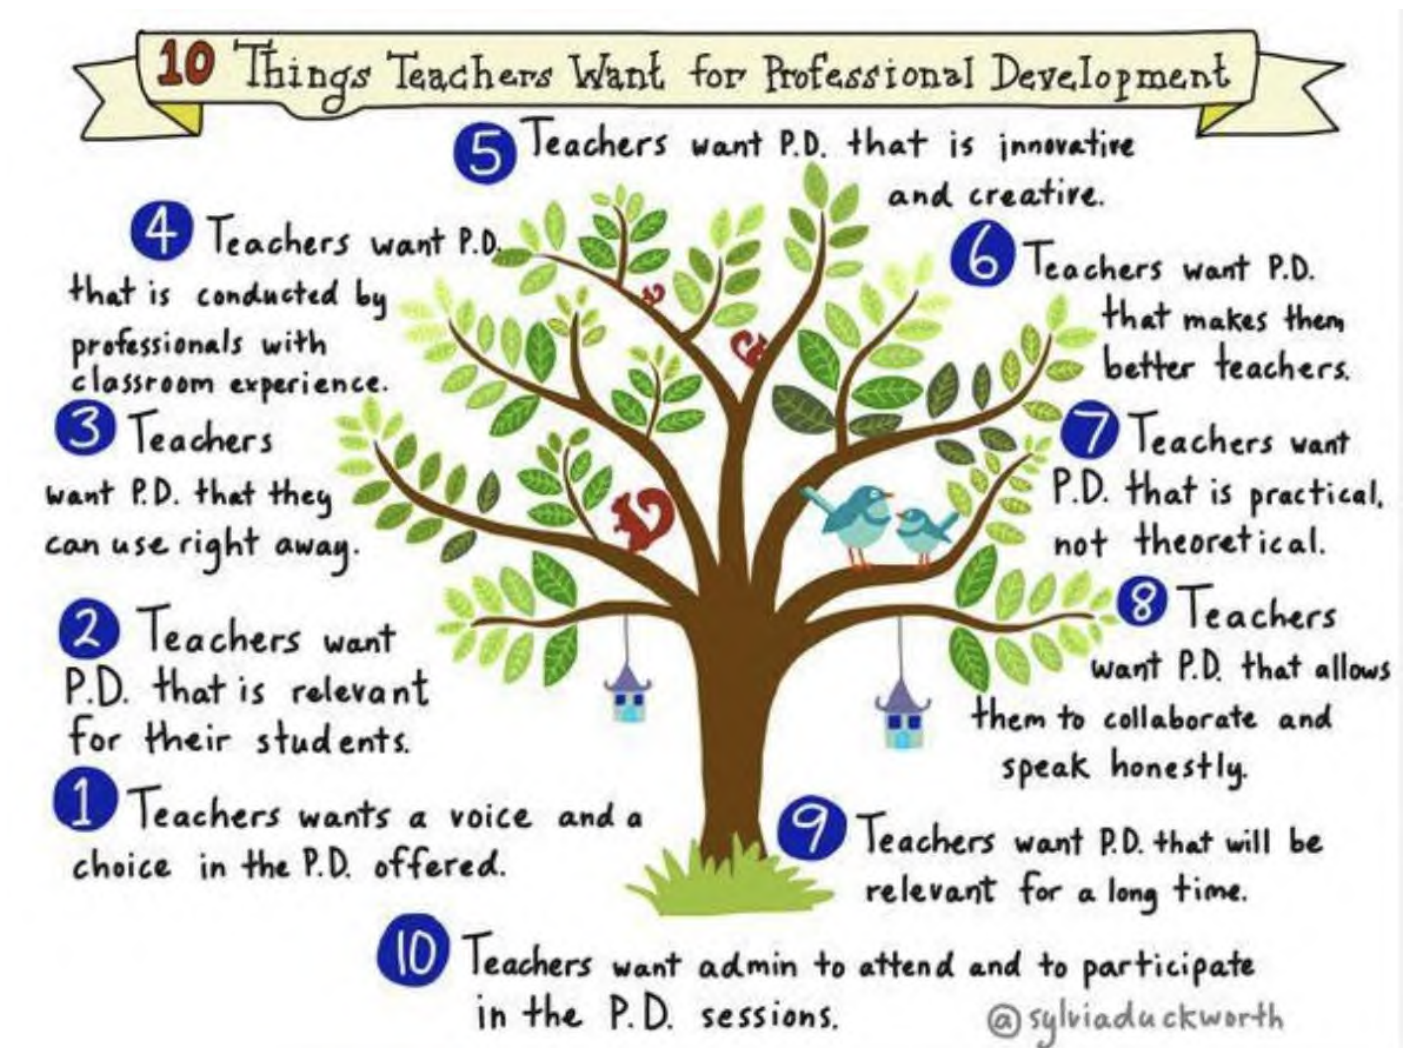 10 Things Teachers Want for Professional Development
5 Teachers want P.D. that is innovative
and creative.
4 Teachers want P.D.
that is conducted by
professionals with
classroom experience.
3 Teachers
want P.D. that they
can use right away.
2 Teachers want
P.D. that is relevant
for their students.
1 Teachers wants a voice and a
choice in the P.D. offered.
6 Teachers want P.D.
that makes them
better teachers.
7 Teachers want
P.D. that is practical,
not theoretical.
8 Teachers
want P.D. that allows
them to collaborate and
speak honestly.
9 Teachers want P.D. that will be
relevant for a long time.
10 Teachers want admin to attend and to participate
in the P.D. sessions.
@sylviaduckworth